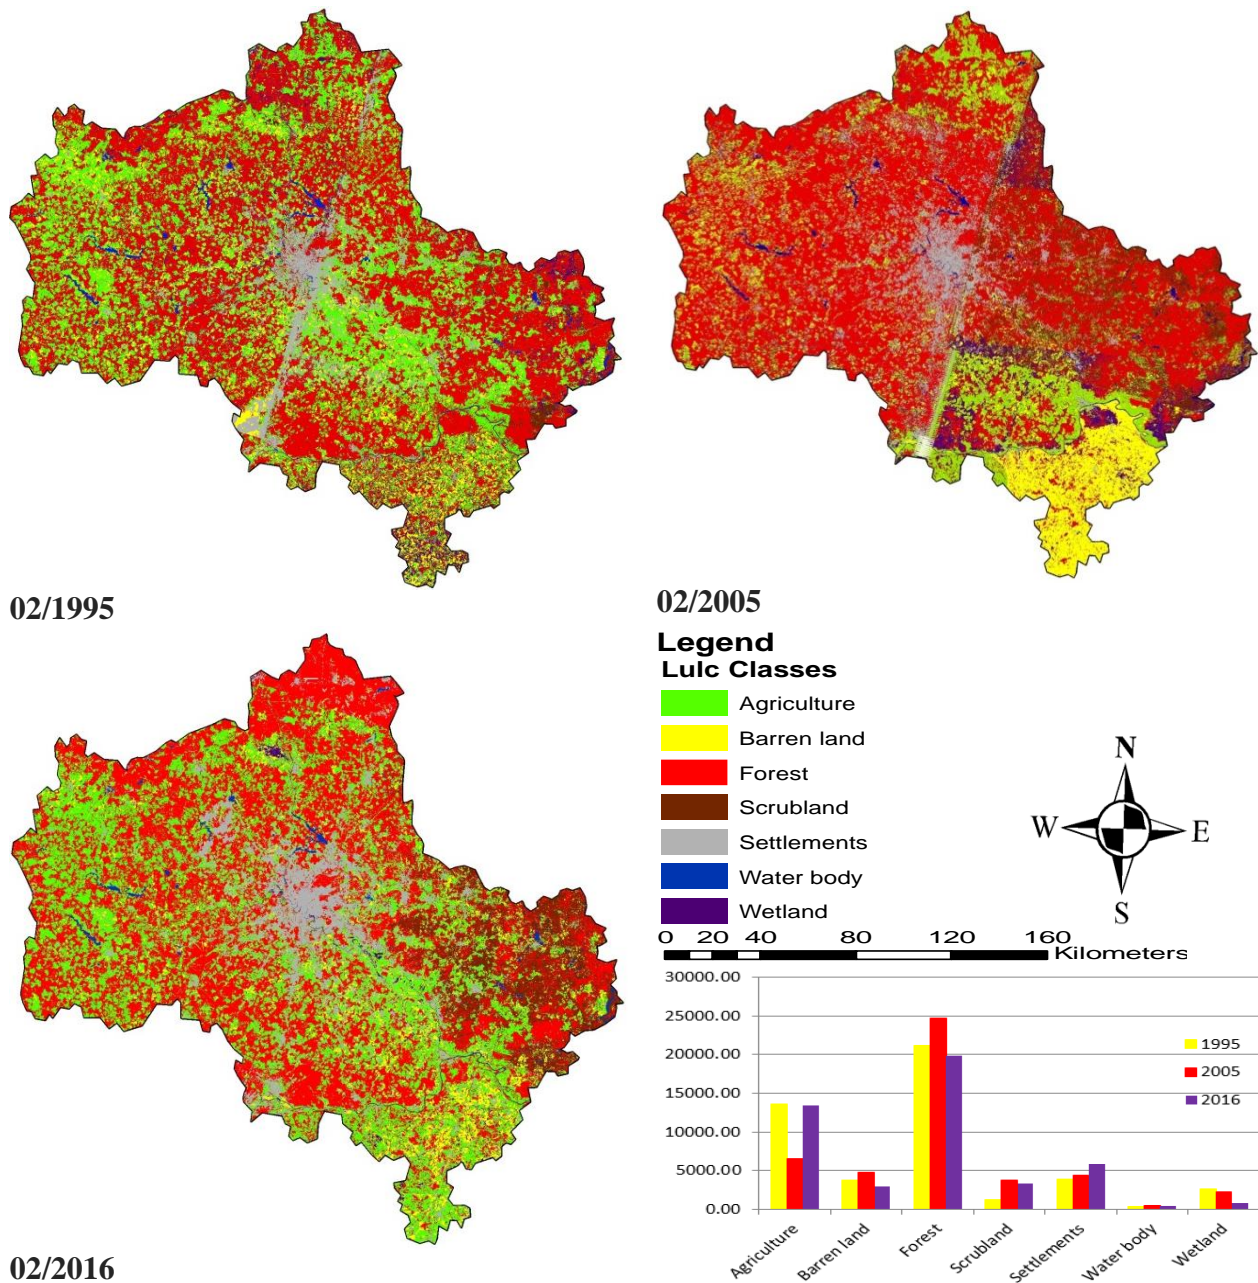 02/1995
02/2005
Legend
Lulc Classes
Agriculture
Barren land
Forest
Scrubland
Settlements
Water body
Wetland
N
W E
S
0 20 40 80 120 160
Kilometers
30000.00
25000.00
20000.00
15000.00
10000.00
5000.00
0.00
1995
2005
2016
Agriculture
Barren land
Forest
Scrubland
Settlements
Water body
Wetland
02/2016